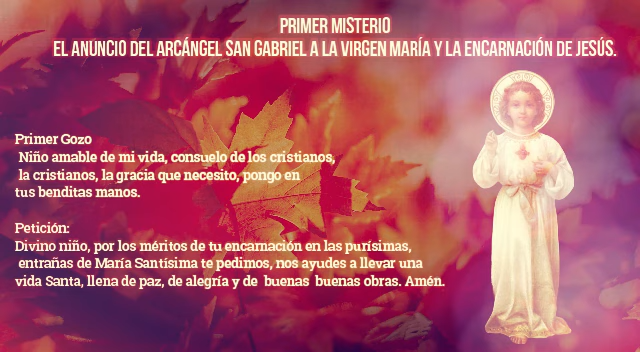 PRIMER MISTERIO
EL ANUNCIO DEL ARCÁNGEL SAN GABRIEL A LA VIRGEN MARÍA Y LA ENCARNACIÓN DE JESÚS.
Primer Gozo
Niño amable de mi vida, consuelo de los cristianos,
la cristianos, la gracia que necesito, pongo en
tus benditas manos.
Petición:
Divino niño, por los méritos de tu encarnación en las purísimas,
entrañas de María Santísima te pedimos, nos ayudes a llevar una
vida Santa, llena de paz, de alegría y de buenas buenas obras. Amén.